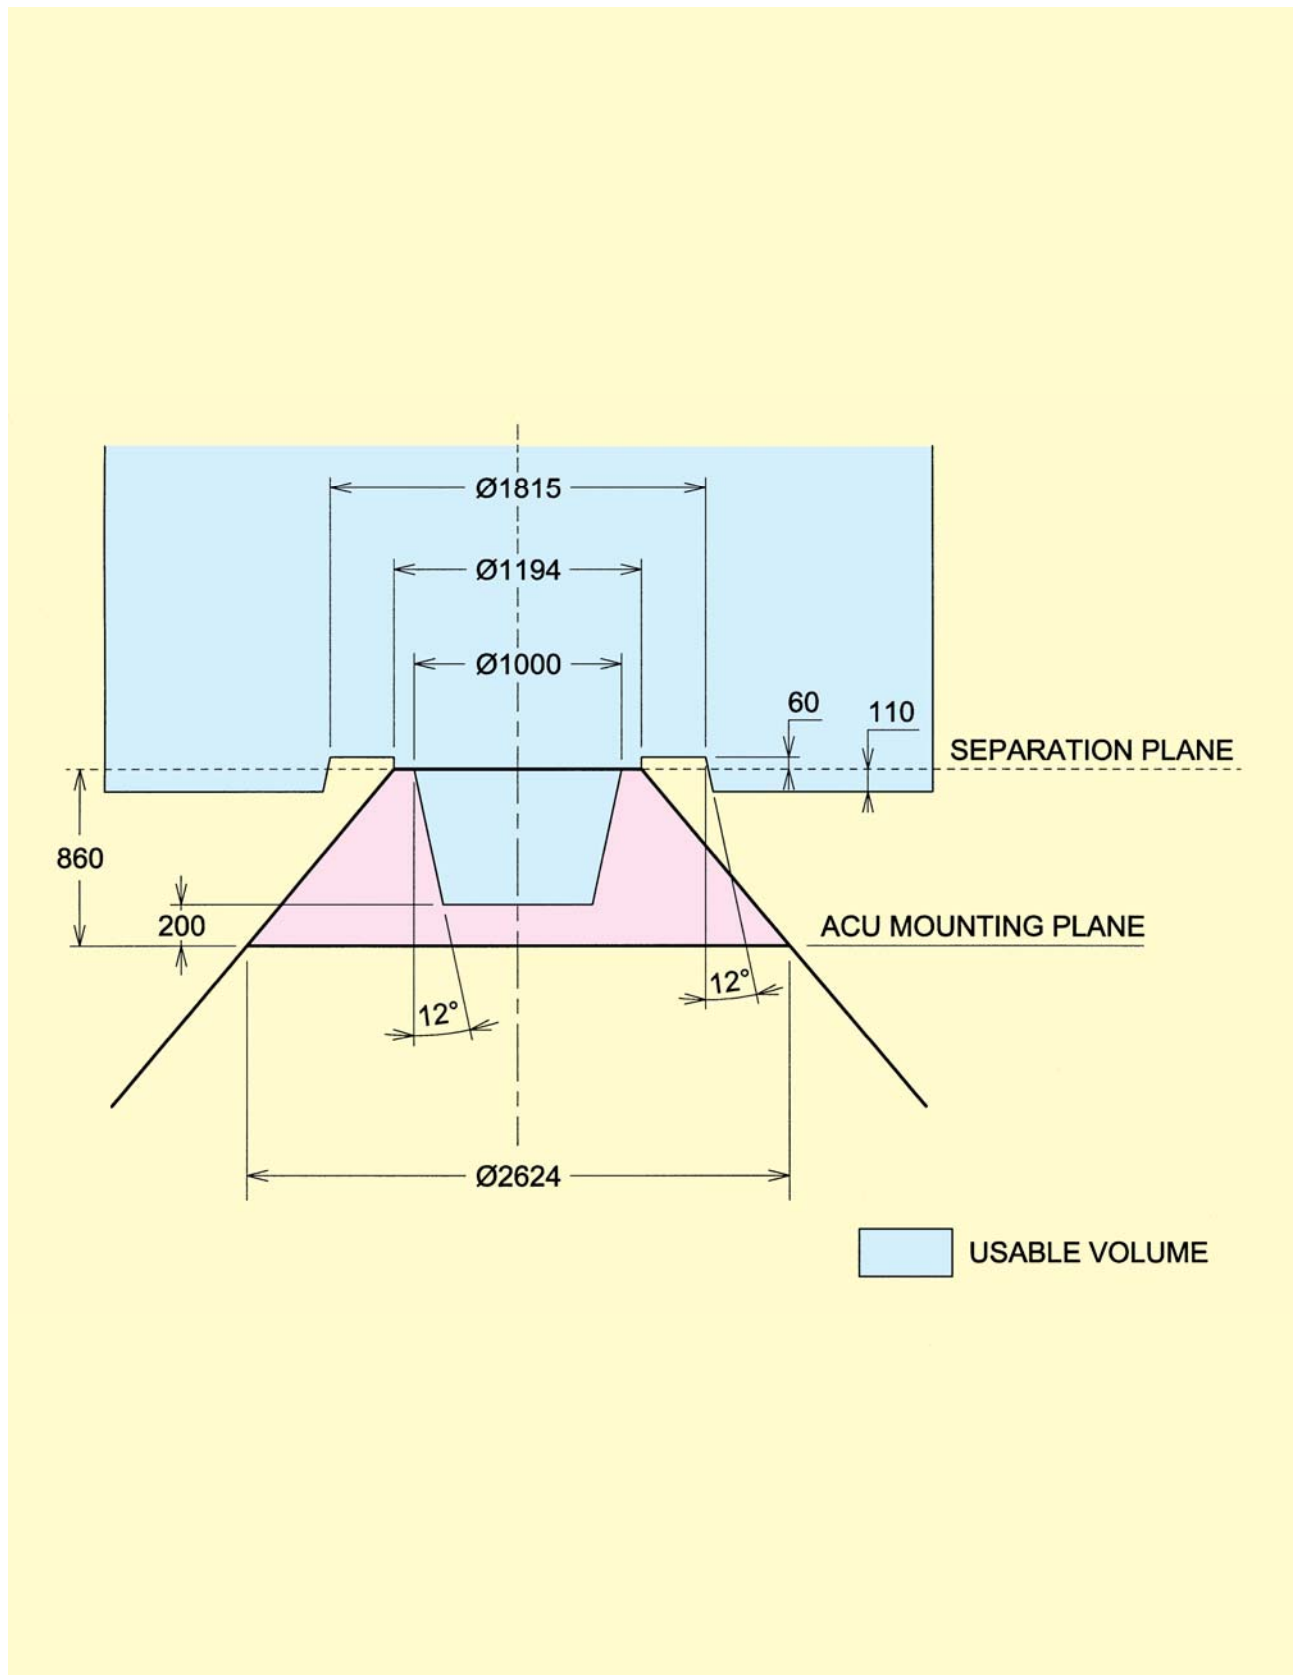 Ø1815
Ø1194
Ø1000
60
110
SEPARATION PLANE
860
200
ACU MOUNTING PLANE
12°
12°
Ø2624
USABLE VOLUME